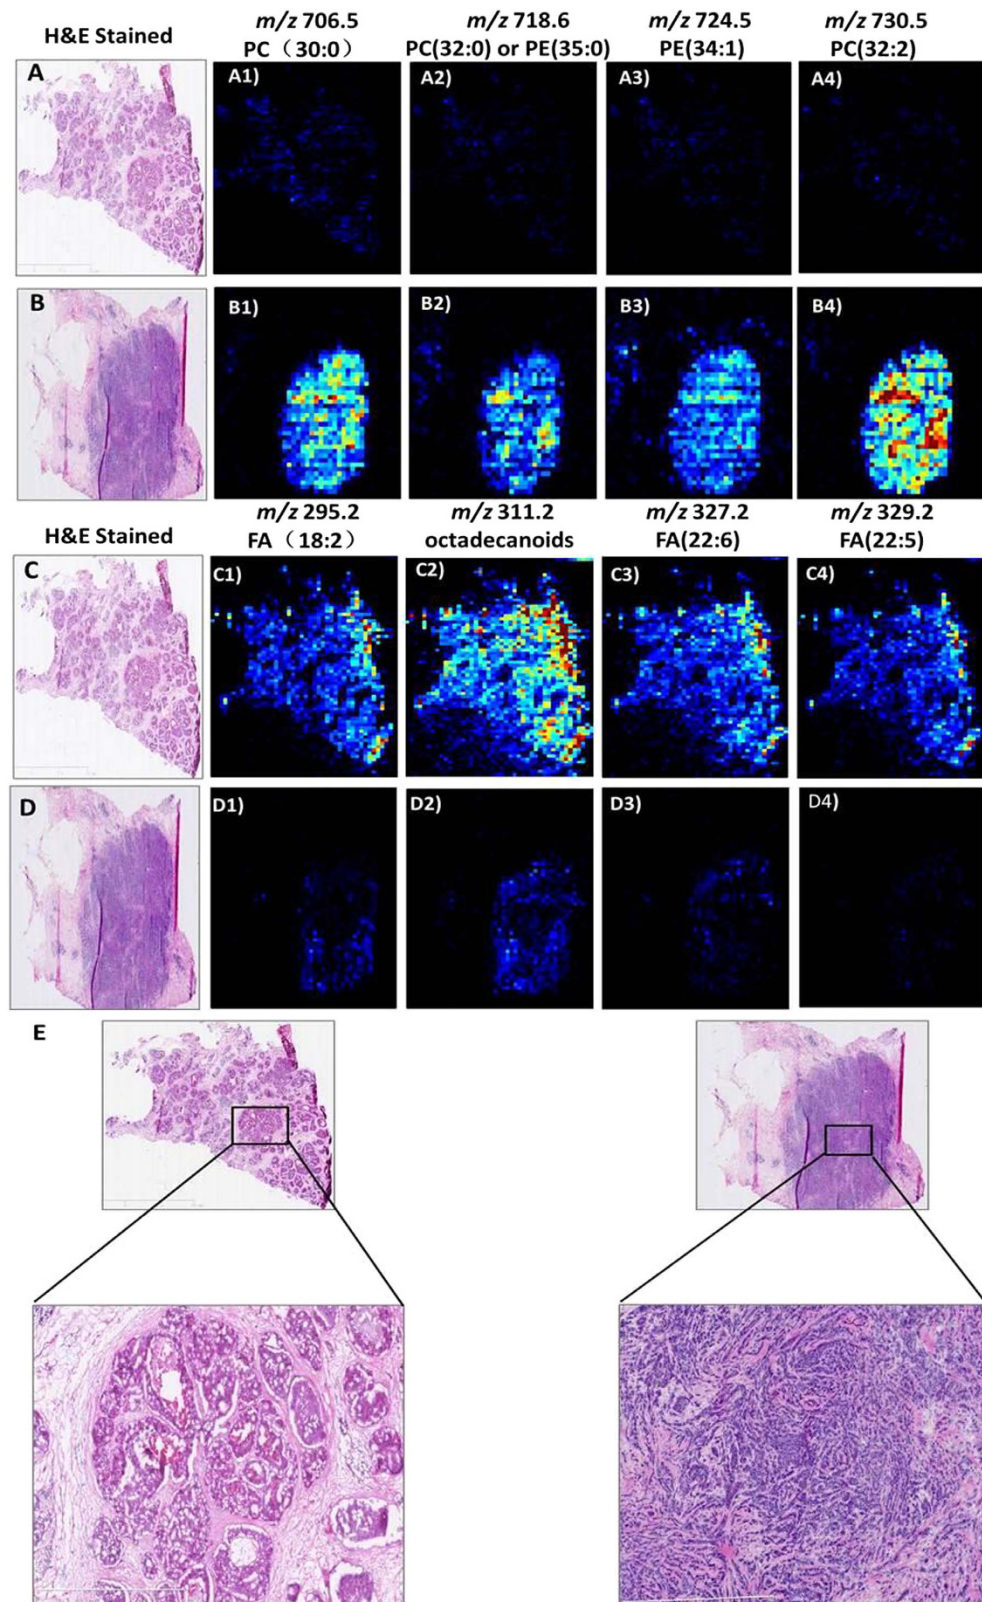 H&E Stained
m/z 706.5
PC（30:0）
m/z 718.6
PC(32:0) or PE(35:0)
m/z 724.5
PE(34:1)
m/z 730.5
PC(32:2)
A
A1)
A2)
A3)
A4)
B
B1)
B2)
B3)
B4)
H&E Stained
m/z 295.2
FA（18:2）
m/z 311.2
octadecanoids
m/z 327.2
FA(22:6)
m/z 329.2
FA(22:5)
C
C1)
C2)
C3)
C4)
D
D1)
D2)
D3)
D4)
E